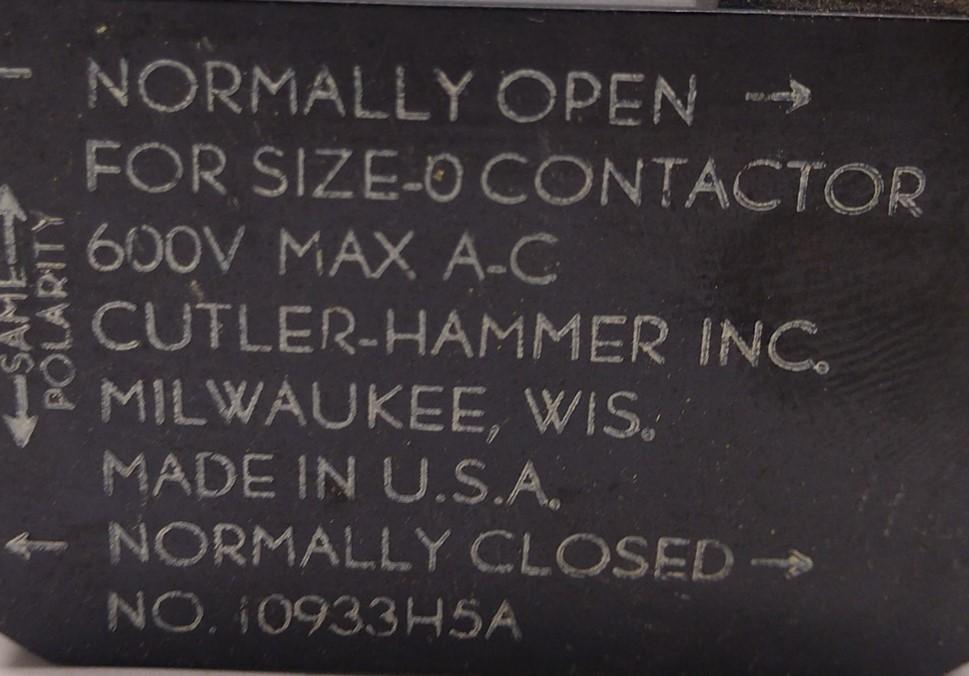 NORMALLY OPEN →
FOR SIZE-0 CONTACTOR
600V MAX A-C
CUTLER-HAMMER INC.
MILWAUKEE, WIS.
MADE IN U.S.A.
← NORMALLY CLOSED →
NO. 10933H5A
← SAME →
POLARITY